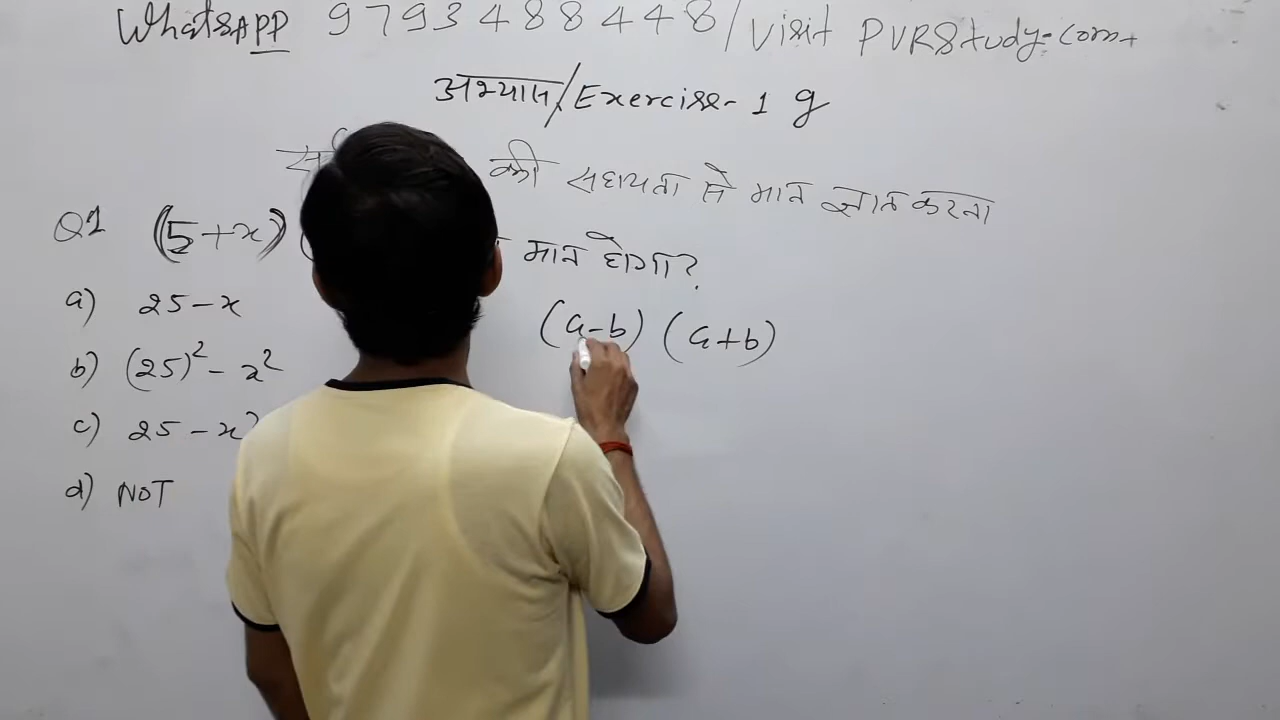 WhatsAPP 9793488448/Visit PVRStudy.com
अभ्यास/Exercise-1 g
की सहायता से मान ज्ञात करना
Q1 (5+x) ( मान होगा?
a) 25-x
(a-b) (a+b)
b) (25)²-x²
c) 25-x²
d) NOT